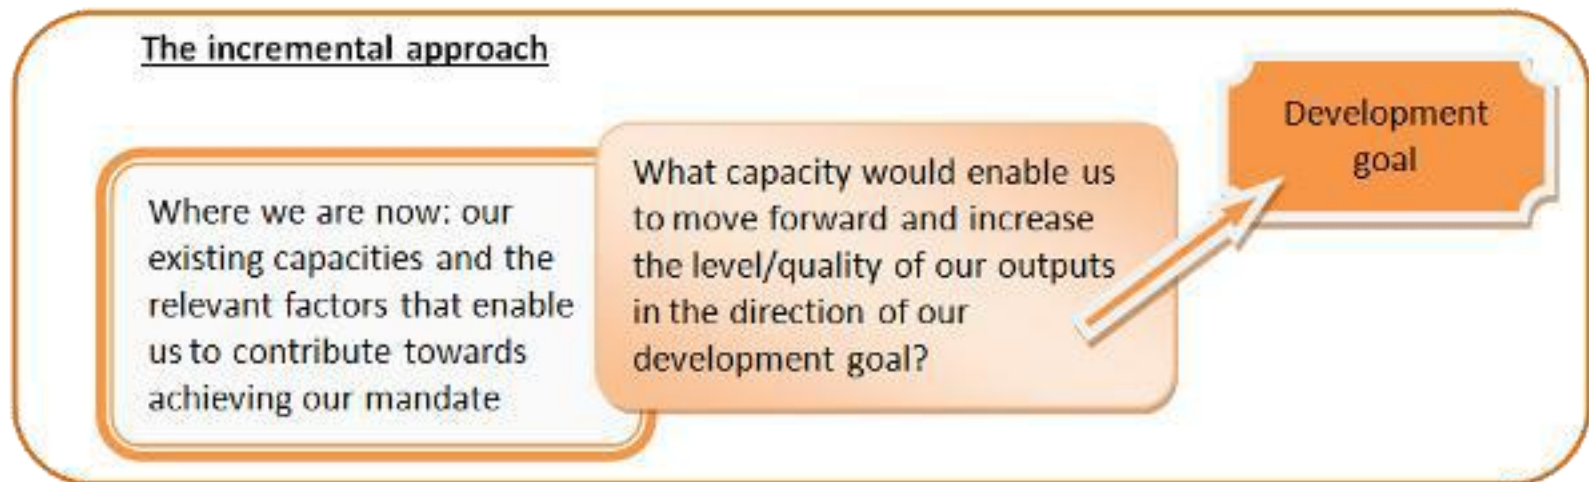 The incremental approach
Where we are now: our
existing capacities and the
relevant factors that enable
us to contribute towards
achieving our mandate
What capacity would enable us
to move forward and increase
the level/quality of our outputs
in the direction of our
development goal?
Development
goal